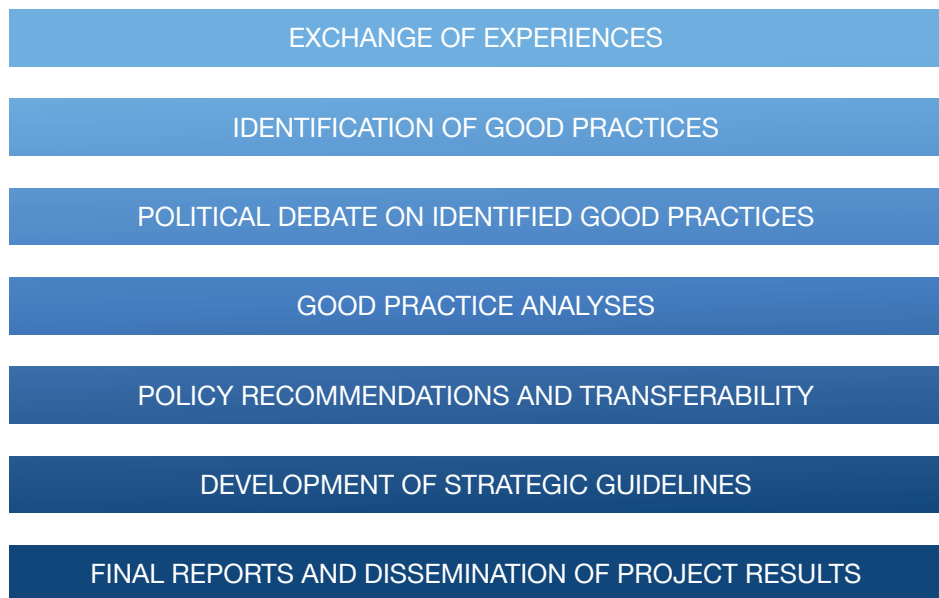 EXCHANGE OF EXPERIENCES
IDENTIFICATION OF GOOD PRACTICES
POLITICAL DEBATE ON IDENTIFIED GOOD PRACTICES
GOOD PRACTICE ANALYSES
POLICY RECOMMENDATIONS AND TRANSFERABILITY
DEVELOPMENT OF STRATEGIC GUIDELINES
FINAL REPORTS AND DISSEMINATION OF PROJECT RESULTS